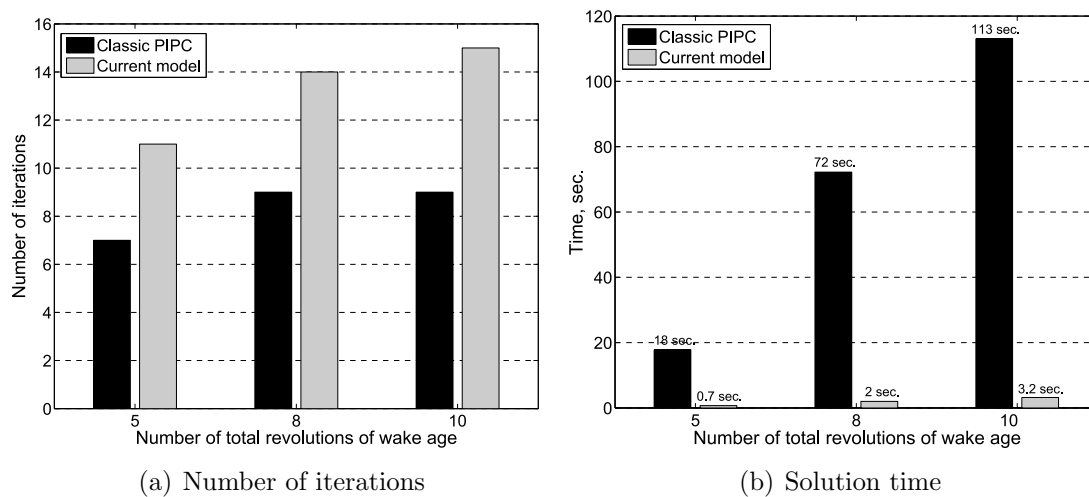 16
14
12
10
8
6
4
2
0
Number of iterations
Classic PIPC
Current model
5
8
10
Number of total revolutions of wake age
(a) Number of iterations
120
100
80
60
40
20
0
Time, sec.
Classic PIPC
Current model
18 sec.
0.7 sec.
72 sec.
2 sec.
113 sec.
3.2 sec.
5
8
10
Number of total revolutions of wake age
(b) Solution time